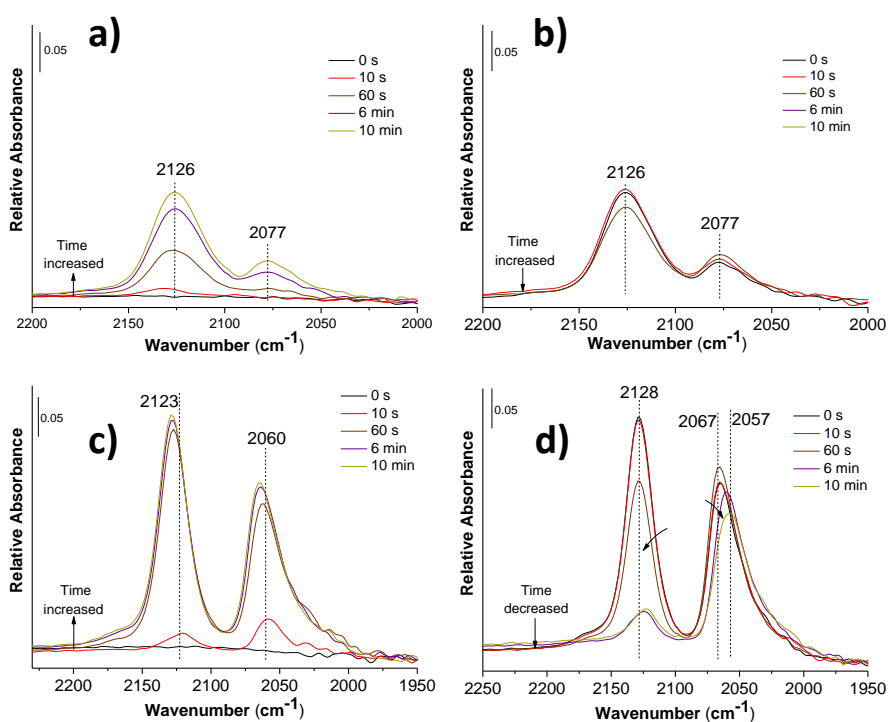 a)
0.05
0 s
10 s
60 s
6 min
10 min
2126
2077
Time
increased
Relative Absorbance
2200
2150
2100
2050
2000
Wavenumber (cm-1)
b)
0.05
0 s
10 s
60 s
6 min
10 min
2126
2077
Time
increased
Relative Absorbance
2200
2150
2100
2050
2000
Wavenumber (cm-1)
c)
0.05
0 s
10 s
60 s
6 min
10 min
2123
2060
Time
increased
Relative Absorbance
2200
2150
2100
2050
2000
1950
Wavenumber (cm-1)
d)
0.05
0 s
10 s
60 s
6 min
10 min
2128
2067
2057
Time
decreased
Relative Absorbance
2250
2200
2150
2100
2050
2000
1950
Wavenumber (cm-1)